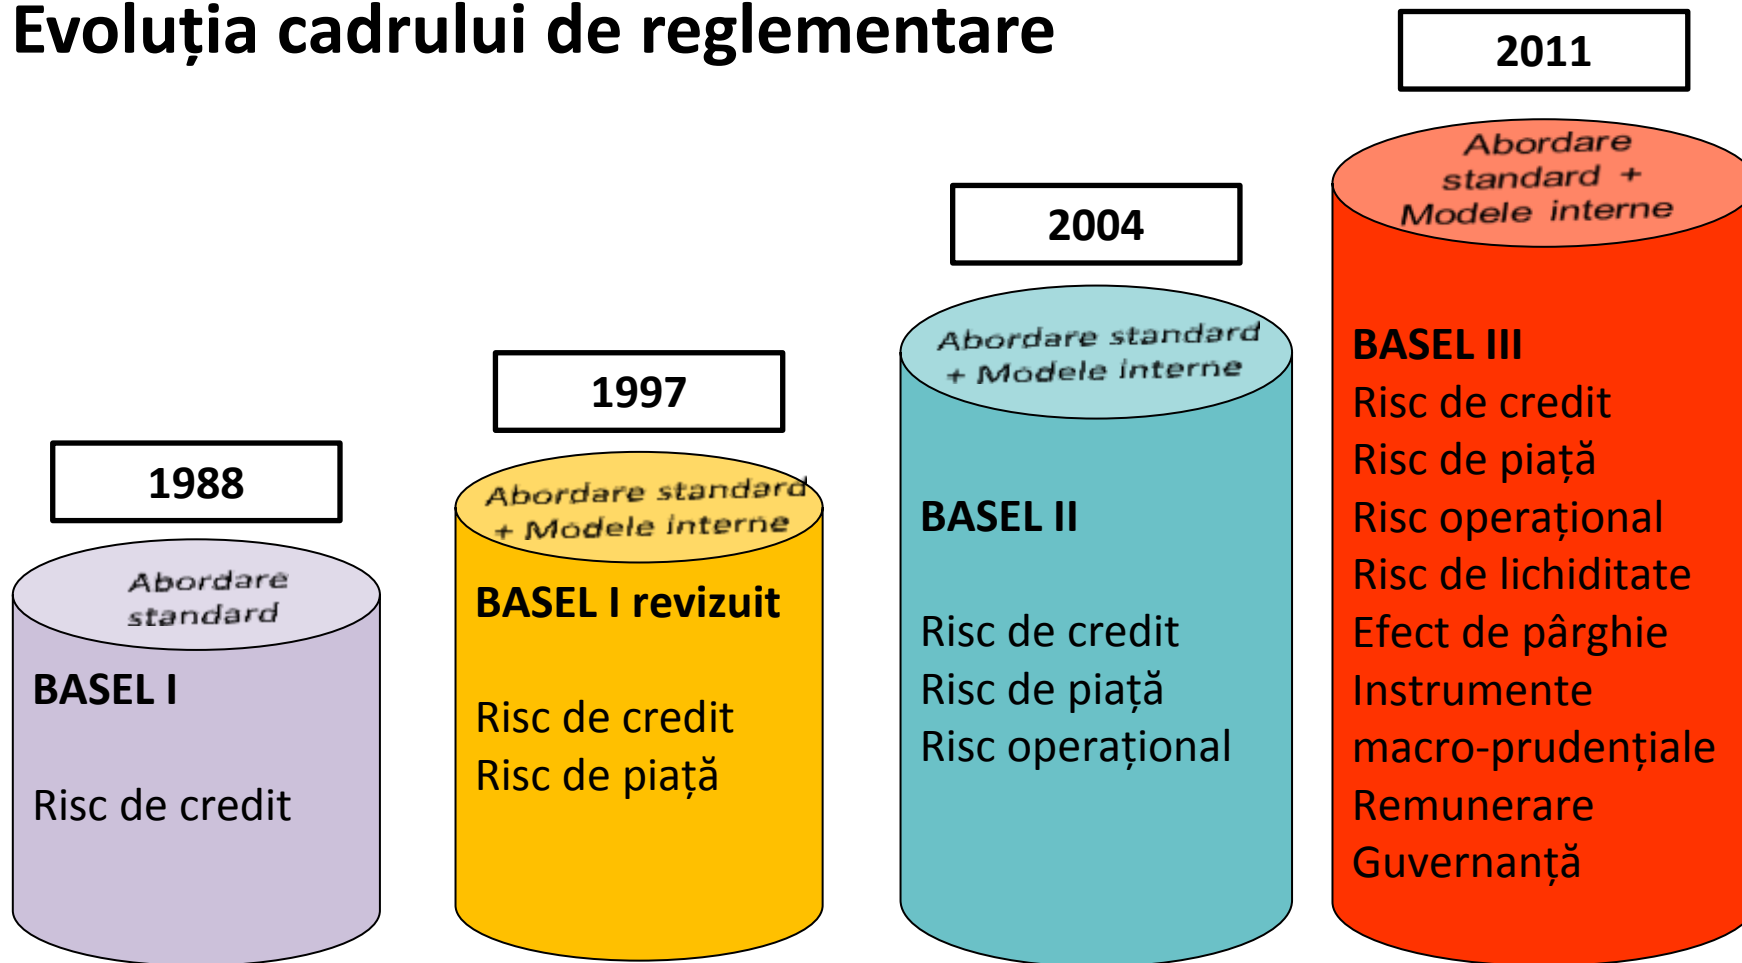 Evoluția cadrului de reglementare
1988
Abordare
standard
BASEL I
Risc de credit
1997
Abordare standard
+ Modele interne
BASEL I revizuit
Risc de credit
Risc de piață
2004
Abordare standard
+ Modele interne
BASEL II
Risc de credit
Risc de piață
Risc operațional
2011
Abordare
standard +
Modele interne
BASEL III
Risc de credit
Risc de piață
Risc operațional
Risc de lichiditate
Efect de pârghie
Instrumente
macro-prudențiale
Remunerare
Guvernanță